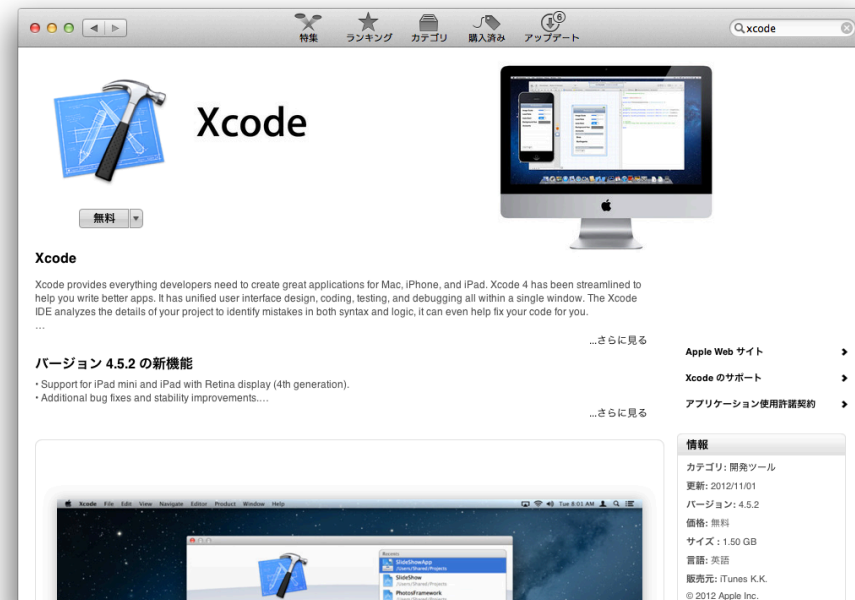 特集
ランキング
カテゴリ
購入済み
アップデート
6
xcode
Xcode
無料
Xcode
Xcode provides everything developers need to create great applications for Mac, iPhone, and iPad. Xcode 4 has been streamlined to
help you write better apps. It has unified user interface design, coding, testing, and debugging all within a single window. The Xcode
IDE analyzes the details of your project to identify mistakes in both syntax and logic, it can even help fix your code for you.
...
...さらに見る
バージョン 4.5.2 の新機能
• Support for iPad mini and iPad with Retina display (4th generation).
• Additional bug fixes and stability improvements....
...さらに見る
Apple Web サイト
Xcode のサポート
アプリケーション使用許諾契約
情報
カテゴリ: 開発ツール
更新: 2012/11/01
バージョン: 4.5.2
価格: 無料
サイズ : 1.50 GB
言語: 英語
販売元: iTunes K.K.
© 2012 Apple Inc.
Xcode File Edit View Navigate Editor Product Window Help
Tue 8:01 AM
Recents
SlideShowApp
/Users/Shared/Projects
SlideShow
/Users/Shared/Projects
PhotosFramework
/Users/Shared/Projects